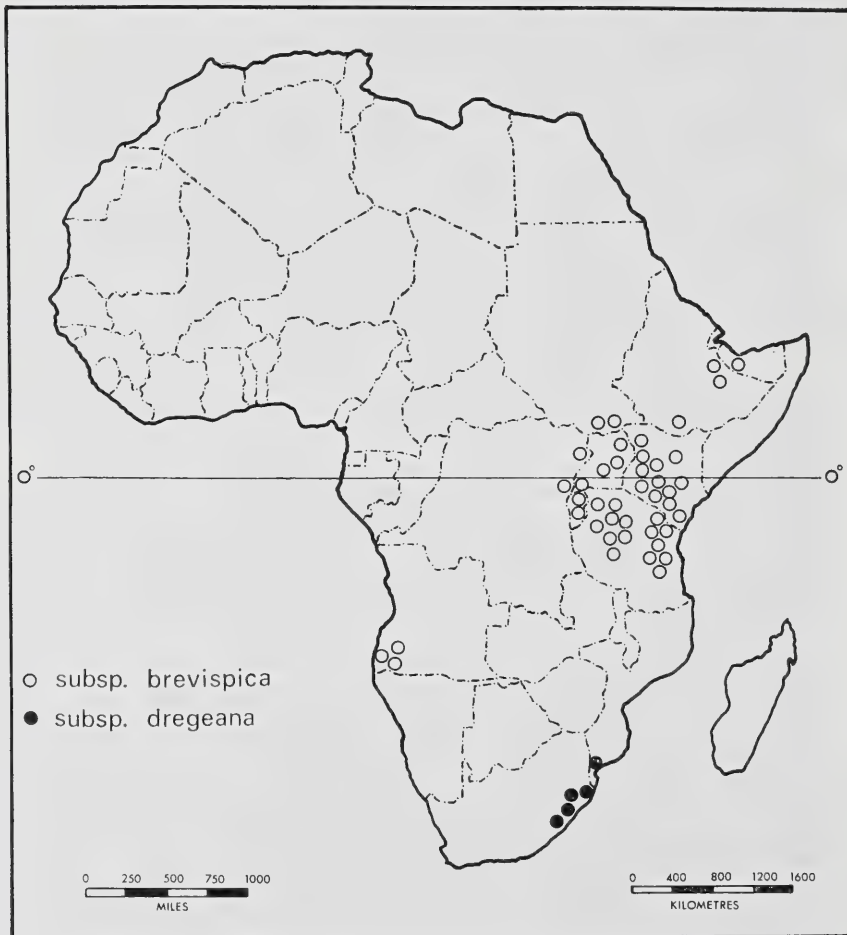 0° 0°
○ subsp. brevispica
● subsp. dregeana
0 250 500 750 1000
MILES
0 400 800 1200 1600
KILOMETRES